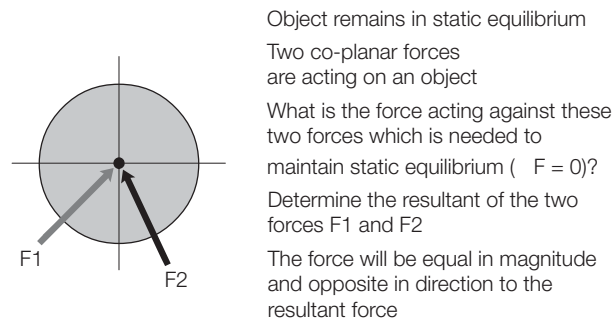 Object remains in static equilibrium
Two co-planar forces
are acting on an object
What is the force acting against these
two forces which is needed to
maintain static equilibrium (   F = 0)?
Determine the resultant of the two
forces F1 and F2
The force will be equal in magnitude
and opposite in direction to the
resultant force
F1
F2